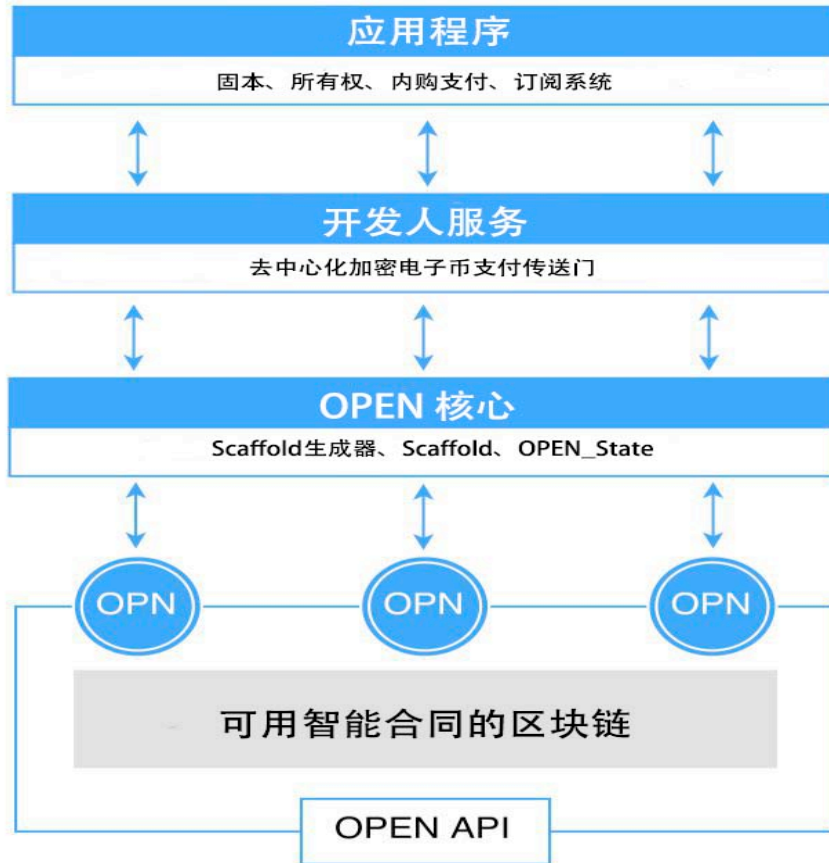 应用程序
固本、所有权、内购支付、订阅系统
开发人服务
去中心化加密电子币支付传送门
OPEN 核心
Scaffold生成器、Scaffold、OPEN_State
OPN OPN OPN
可用智能合同的区块链
OPEN API